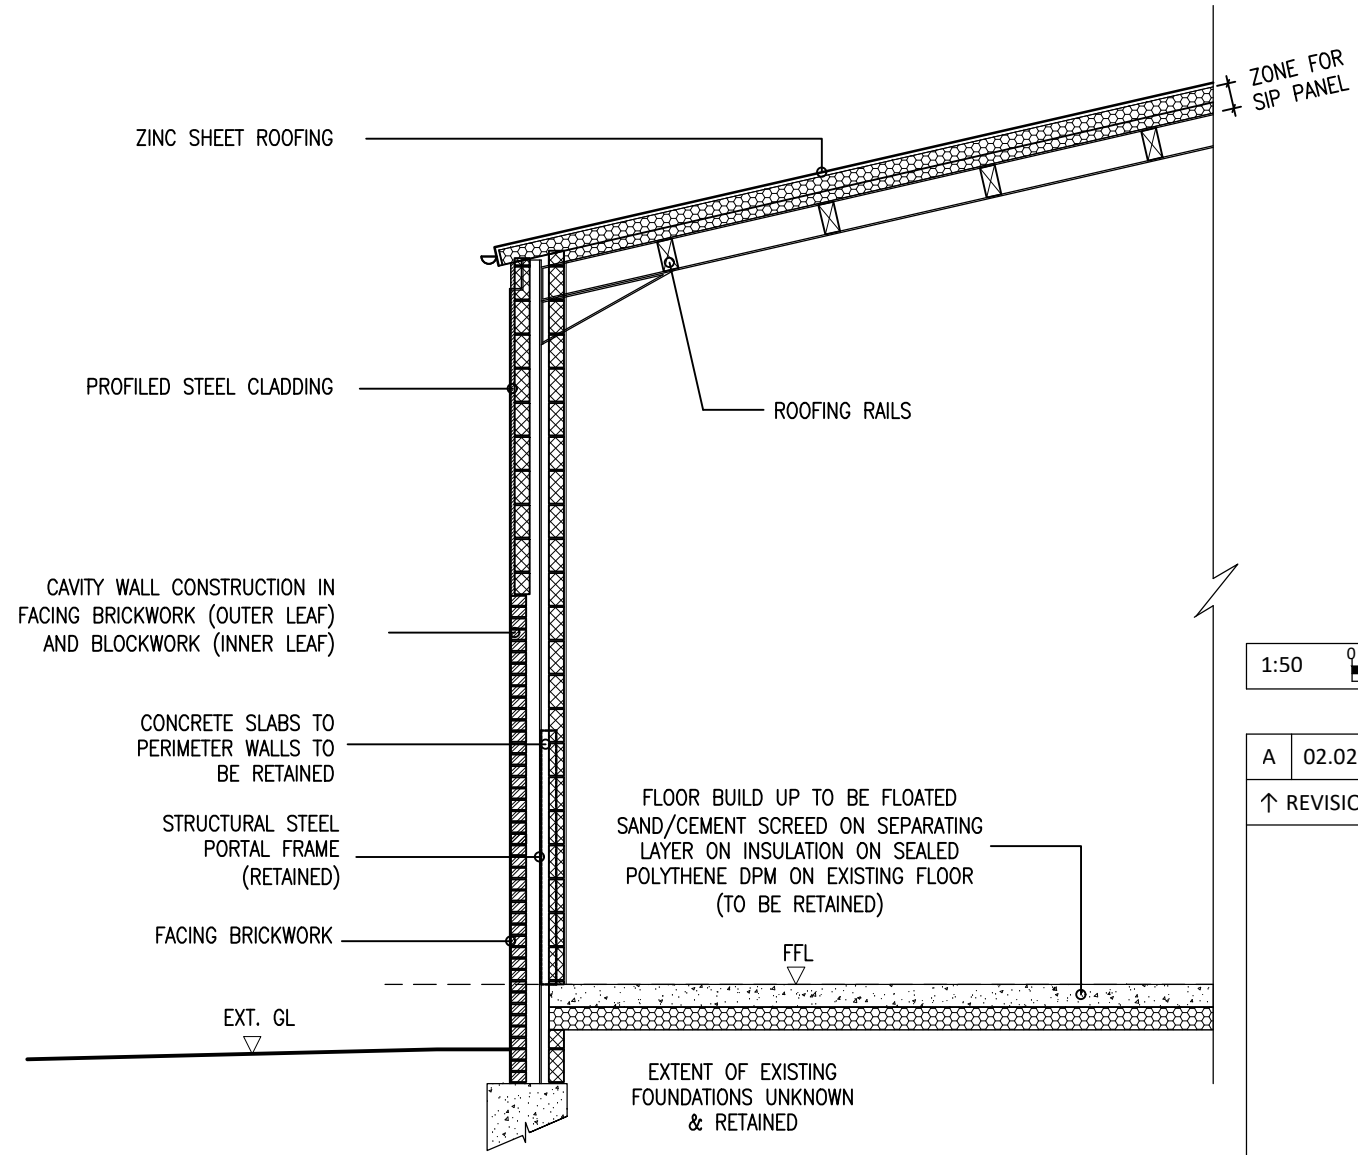 ZONE FOR
SIP PANEL
ZINC SHEET ROOFING
PROFILED STEEL CLADDING
ROOFING RAILS
CAVITY WALL CONSTRUCTION IN
FACING BRICKWORK (OUTER LEAF)
AND BLOCKWORK (INNER LEAF)
1:50
0
CONCRETE SLABS TO
PERIMETER WALLS TO
BE RETAINED
A 02.02
↑ REVISIO
STRUCTURAL STEEL
PORTAL FRAME
(RETAINED)
FLOOR BUILD UP TO BE FLOATED
SAND/CEMENT SCREED ON SEPARATING
LAYER ON INSULATION ON SEALED
POLYTHENE DPM ON EXISTING FLOOR
(TO BE RETAINED)
FACING BRICKWORK
FFL
EXT. GL
EXTENT OF EXISTING
FOUNDATIONS UNKNOWN
& RETAINED